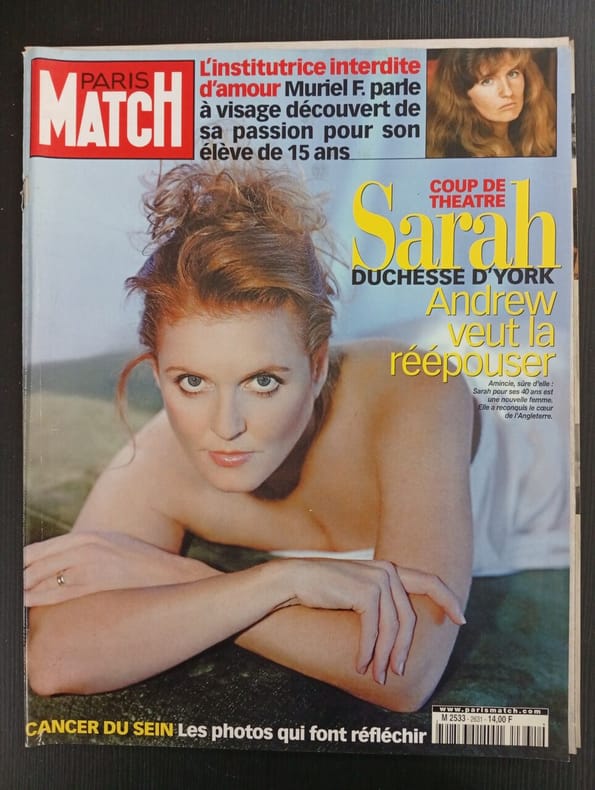 PARIS
MATCH
L'institutrice interdite
d'amour Muriel F. parle
à visage découvert de
sa passion pour son
élève de 15 ans
COUP DE
THEATRE
Sarah
DUCHESSE D'YORK
Andrew
veut la
réépouser
Amincie, sûre d'elle :
Sarah pour ses 40 ans est
une nouvelle femme.
Elle a reconquis le cœur
de l'Angleterre.
www.parismatch.com
M 2533 - 2631 - 14,00 F
CANCER DU SEIN Les photos qui font réfléchir